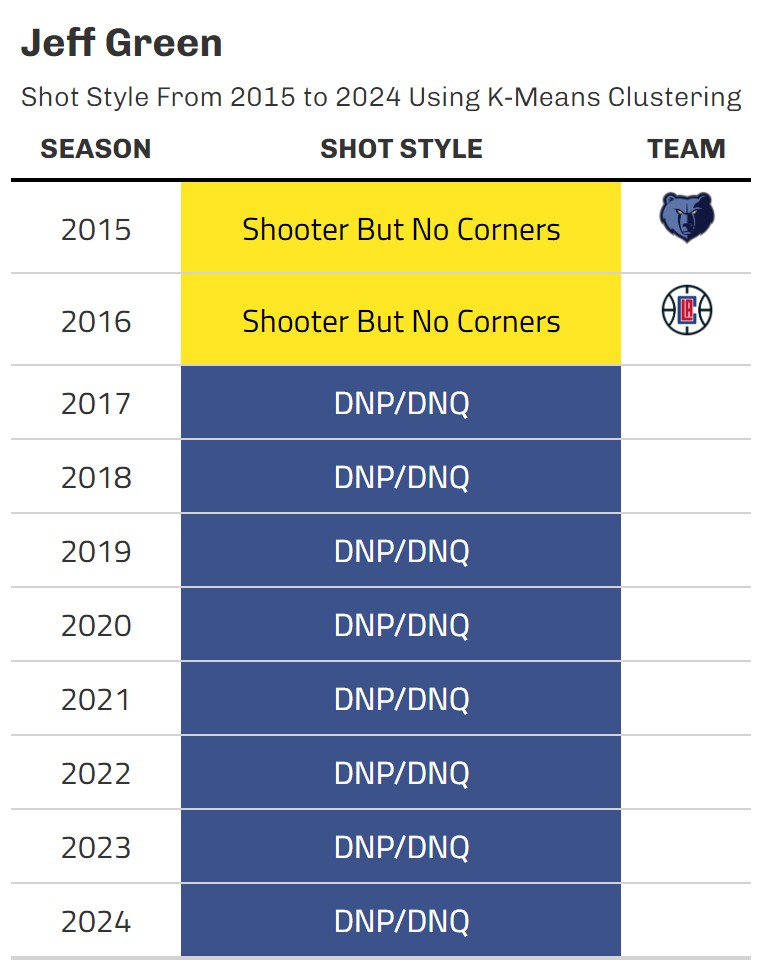 Jeff Green
Shot Style From 2015 to 2024 Using K-Means Clustering
SEASON SHOT STYLE TEAM
2015 Shooter But No Corners
2016 Shooter But No Corners LAC
2017 DNP/DNQ
2018 DNP/DNQ
2019 DNP/DNQ
2020 DNP/DNQ
2021 DNP/DNQ
2022 DNP/DNQ
2023 DNP/DNQ
2024 DNP/DNQ